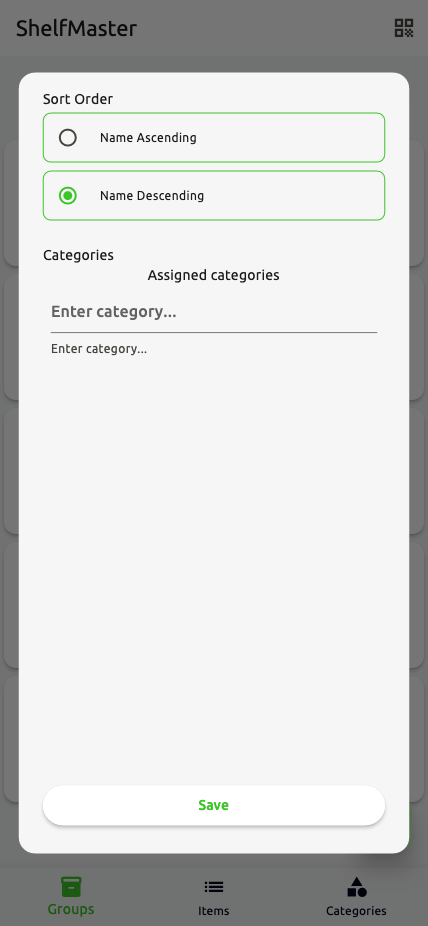 ShelfMaster
Sort Order
Name Ascending
Name Descending
Categories
Assigned categories
Enter category...
Enter category...
Save
Groups
Items
Categories